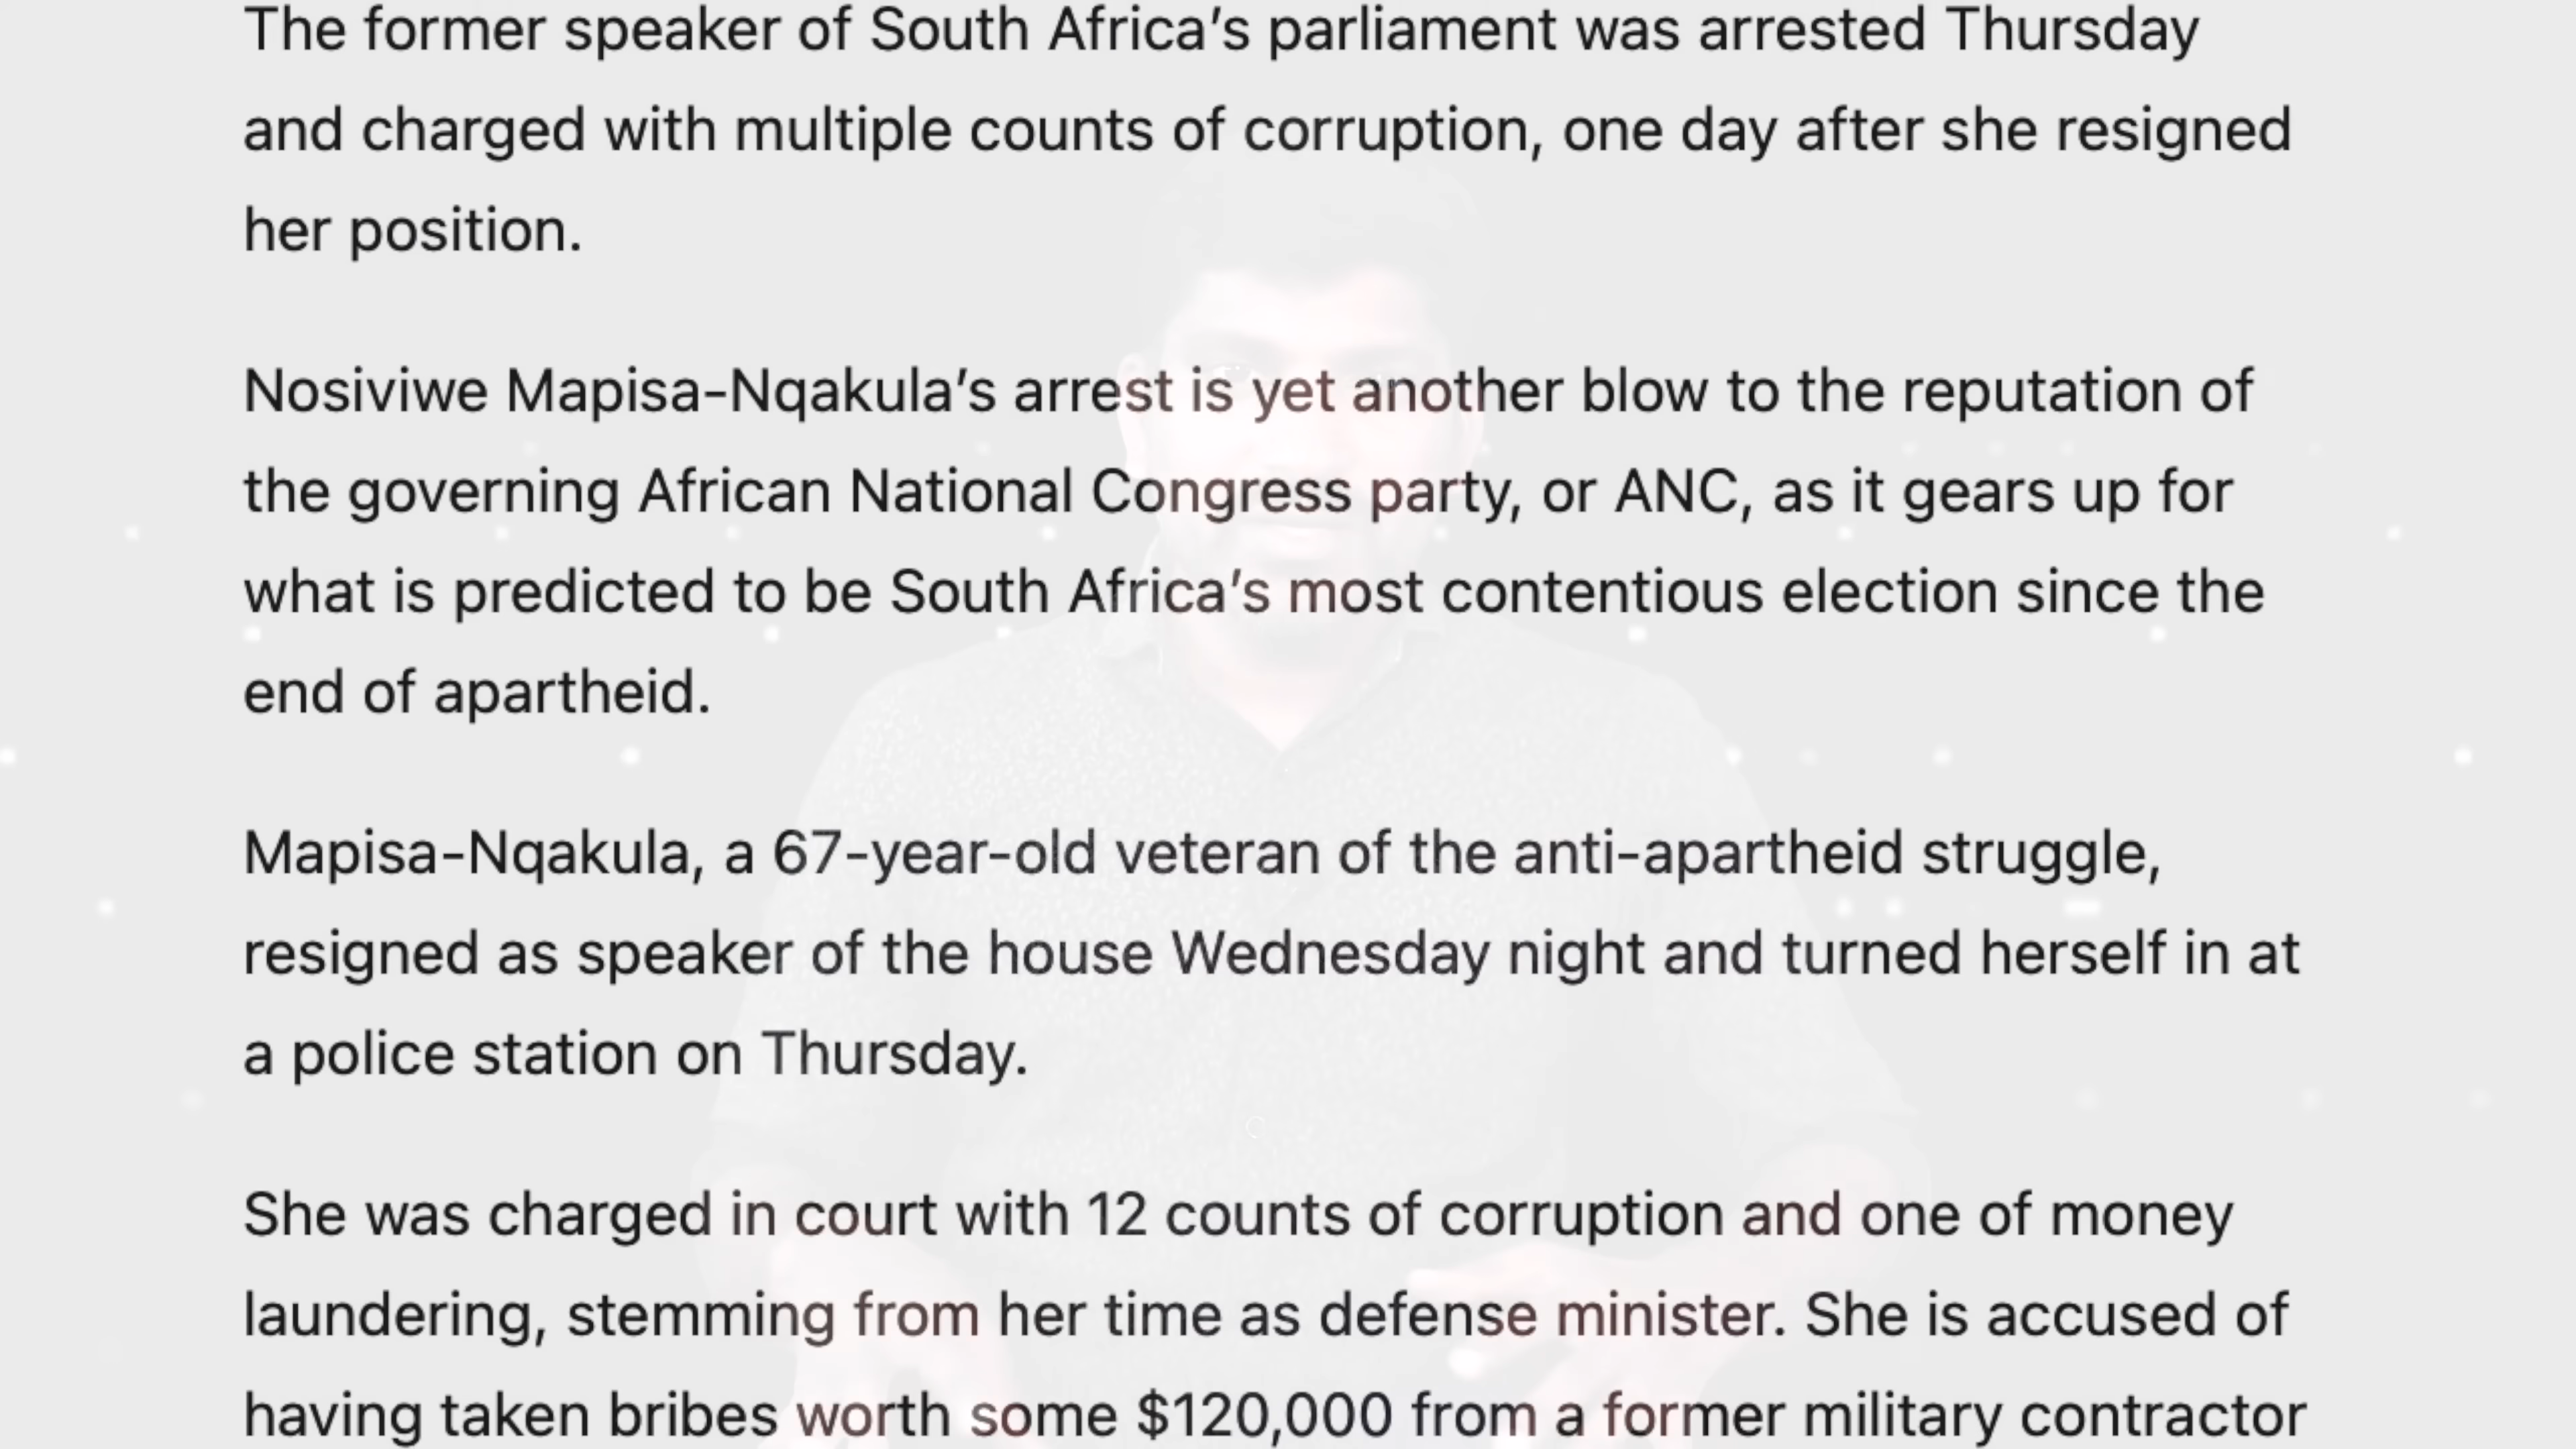 The former speaker of South Africa’s parliament was arrested Thursday
and charged with multiple counts of corruption, one day after she resigned
her position.
Nosiviwe Mapisa-Nqakula’s arrest is yet another blow to the reputation of
the governing African National Congress party, or ANC, as it gears up for
what is predicted to be South Africa’s most contentious election since the
end of apartheid.
Mapisa-Nqakula, a 67-year-old veteran of the anti-apartheid struggle,
resigned as speaker of the house Wednesday night and turned herself in at
a police station on Thursday.
She was charged in court with 12 counts of corruption and one of money
laundering, stemming from her time as defense minister. She is accused of
having taken bribes worth some $120,000 from a former military contractor